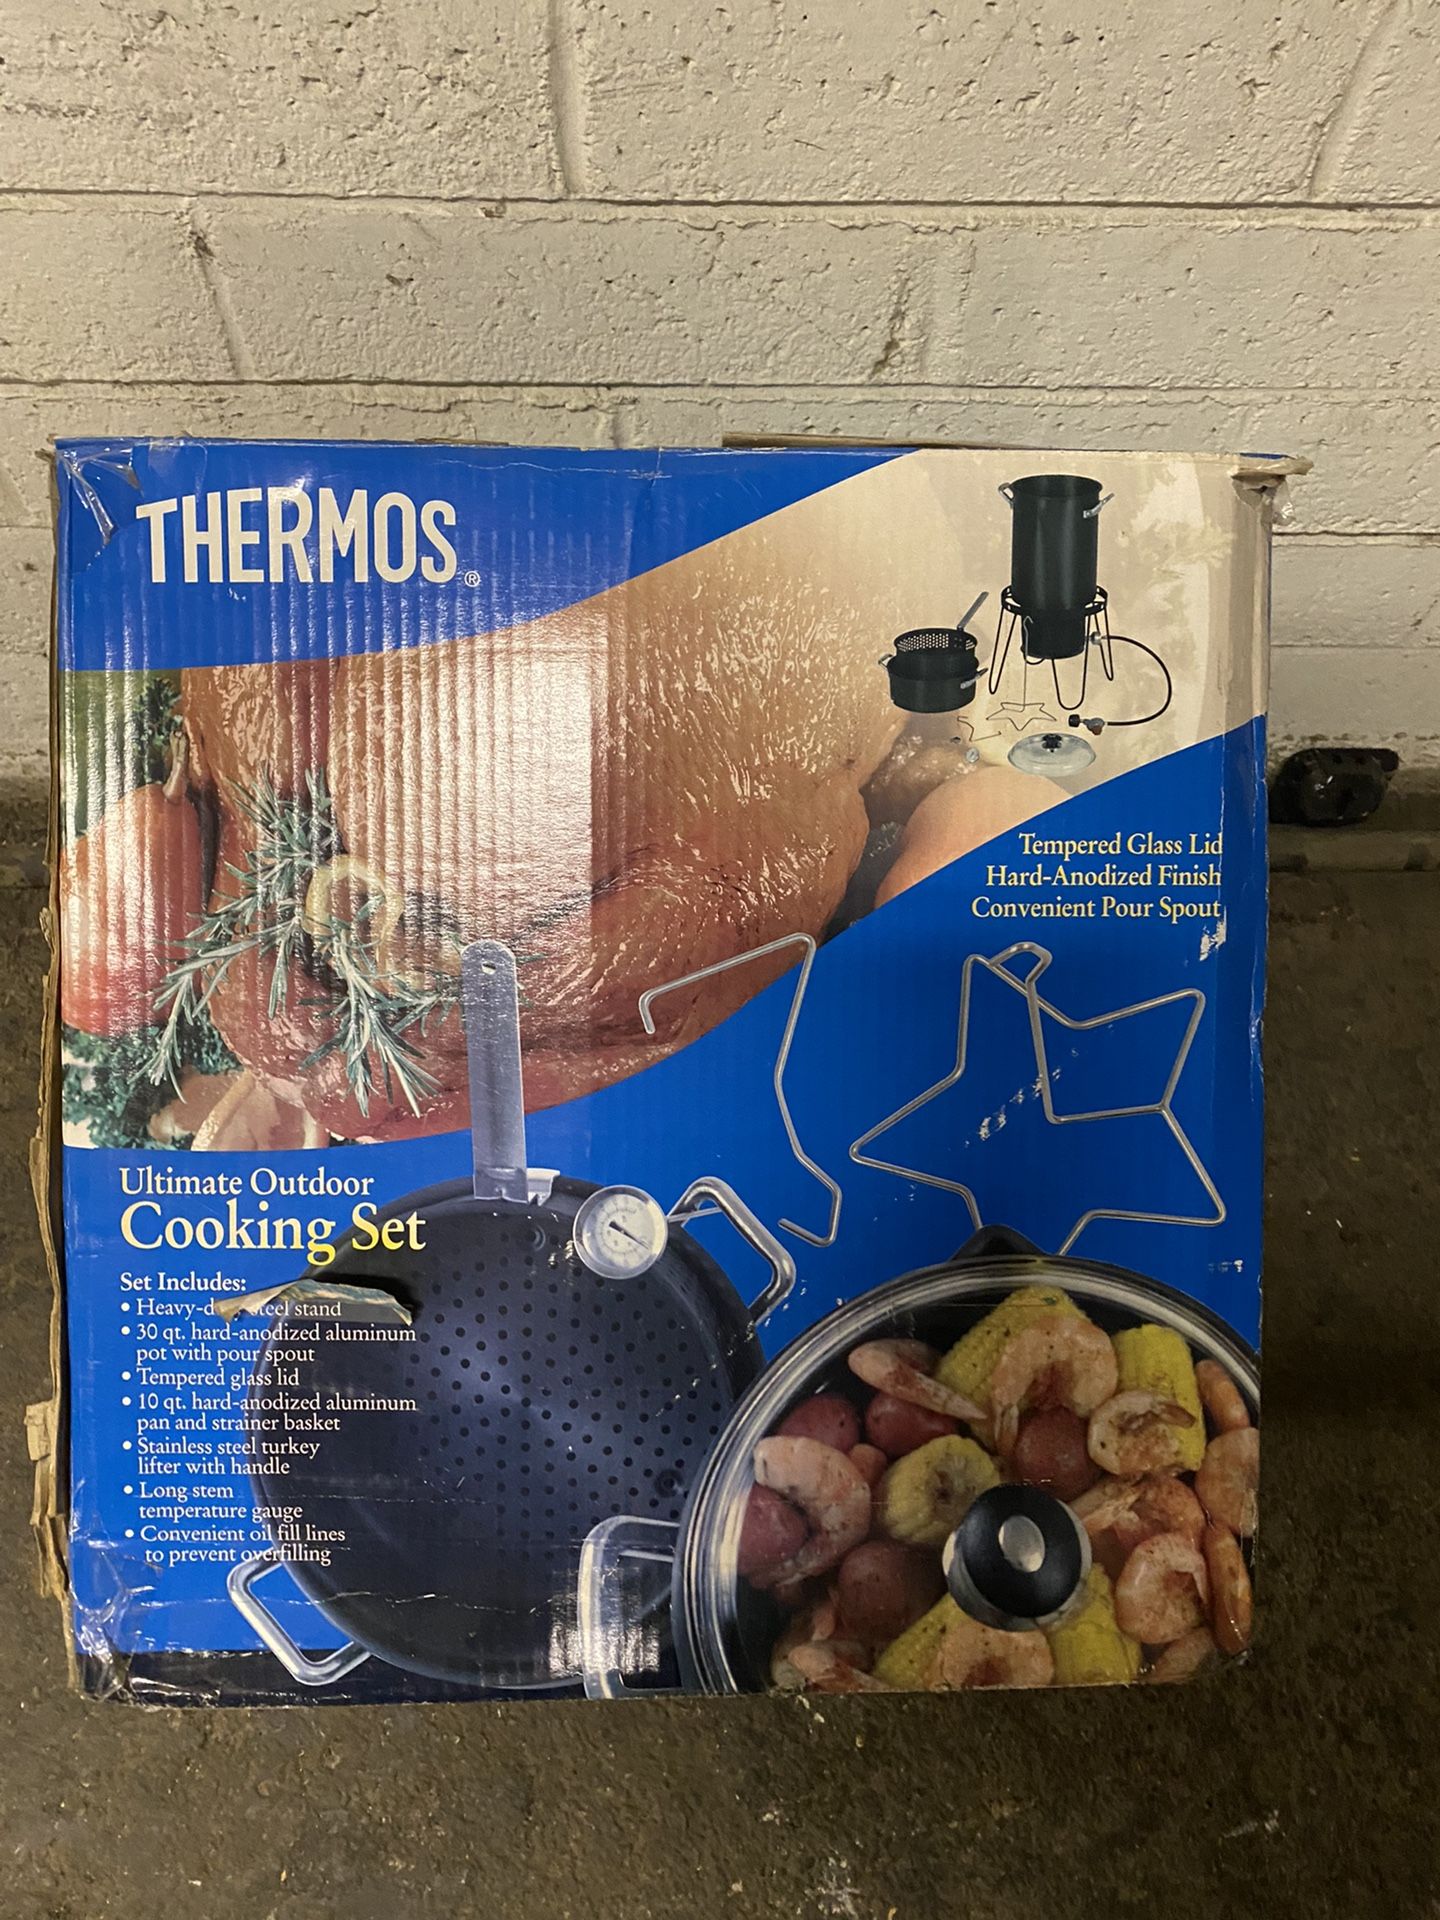 THERMOS®
Tempered Glass Lid
Hard-Anodized Finish
Convenient Pour Spout
Ultimate Outdoor
Cooking Set
Set Includes:
• Heavy-d steel stand
• 30 qt. hard-anodized aluminum
pot with pour spout
• Tempered glass lid
• 10 qt. hard-anodized aluminum
pan and strainer basket
• Stainless steel turkey
lifter with handle
• Long stem
temperature gauge
• Convenient oil fill lines
to prevent overfilling